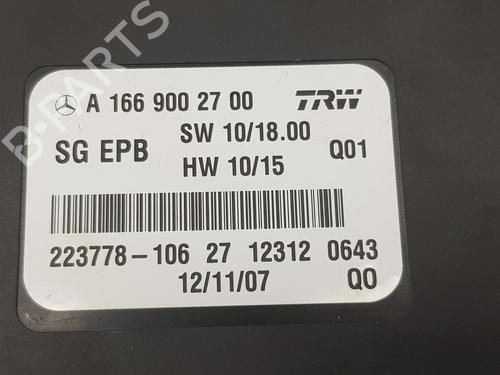 A 166 900 27 00 TRW
SG EPB SW 10/18.00 Q01
HW 10/15
223778-106 27 12312 0643
12/11/07 QO
B-PARTS